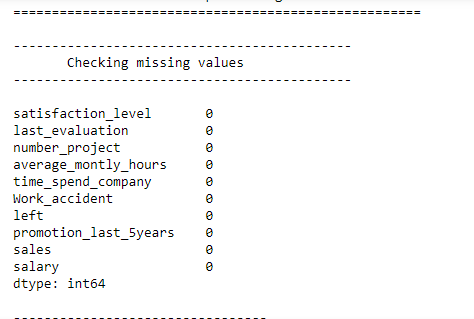 ======================================================
---------------------------------------------
Checking missing values
---------------------------------------------
satisfaction_level 0
last_evaluation 0
number_project 0
average_montly_hours 0
time_spend_company 0
Work_accident 0
left 0
promotion_last_5years 0
sales 0
salary 0
dtype: int64
----------------------------------